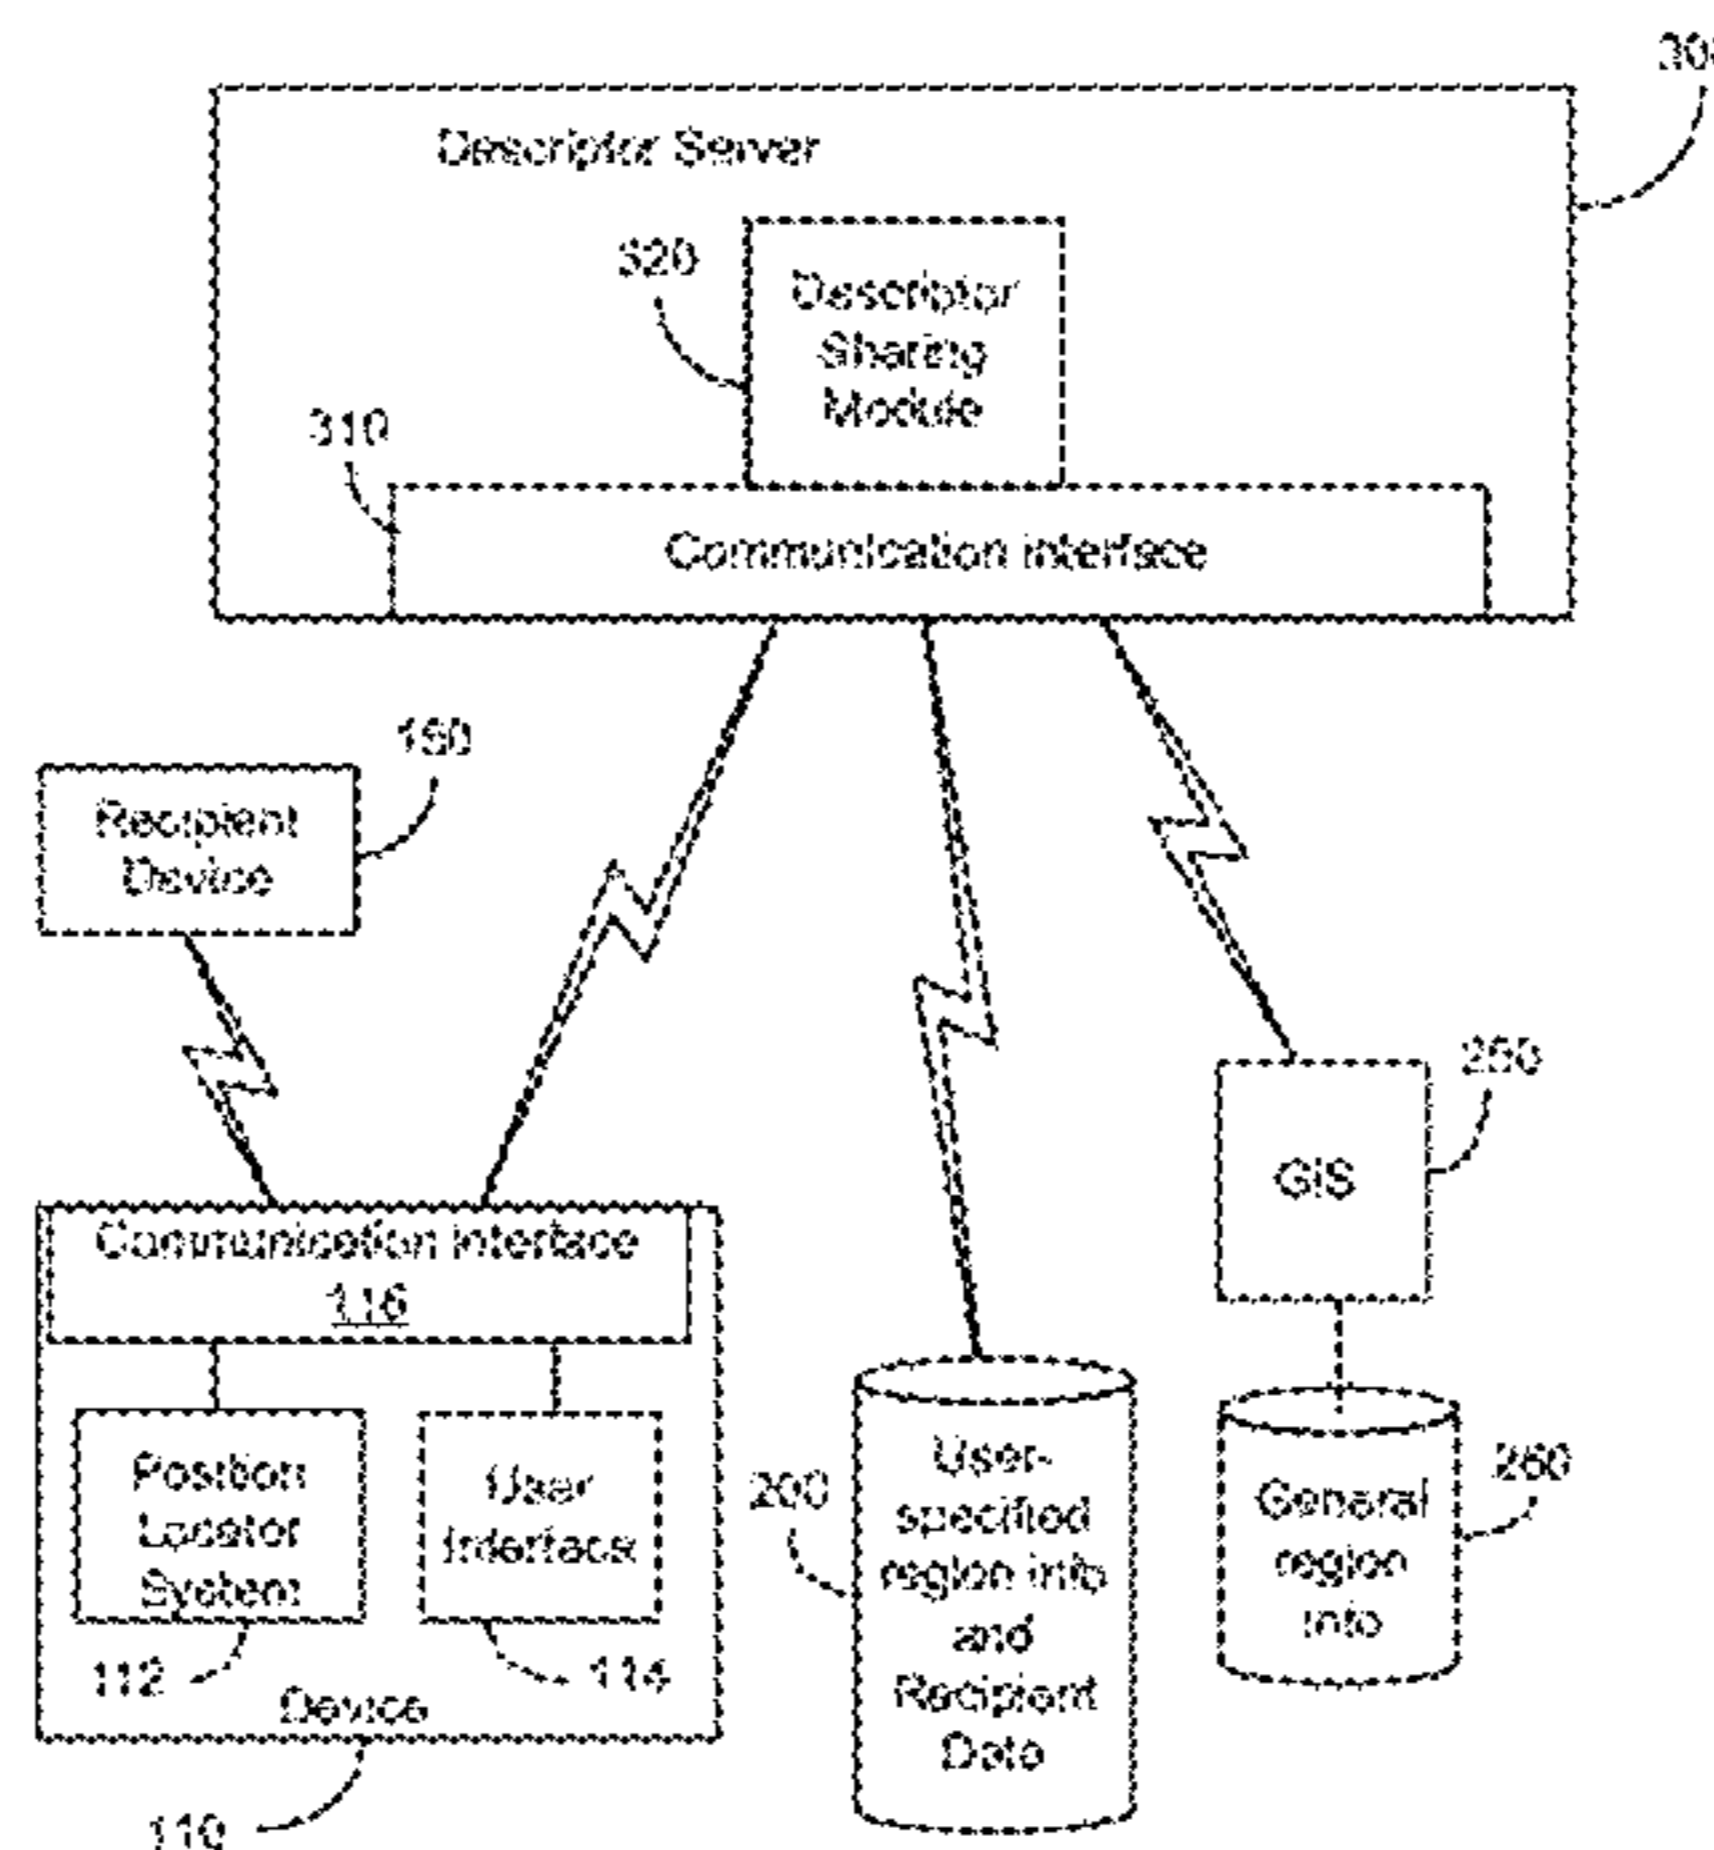 Descriptor Server
320
Descriptor
Sharing
Module
310
Communication interface
150
Recipient
Device
250
GIS
Communication interface
116
Position
Locator
System
User
Interface
112
114
Device
110
200
User-
specified
region info
and
Recipient
Data
General
region
info
260